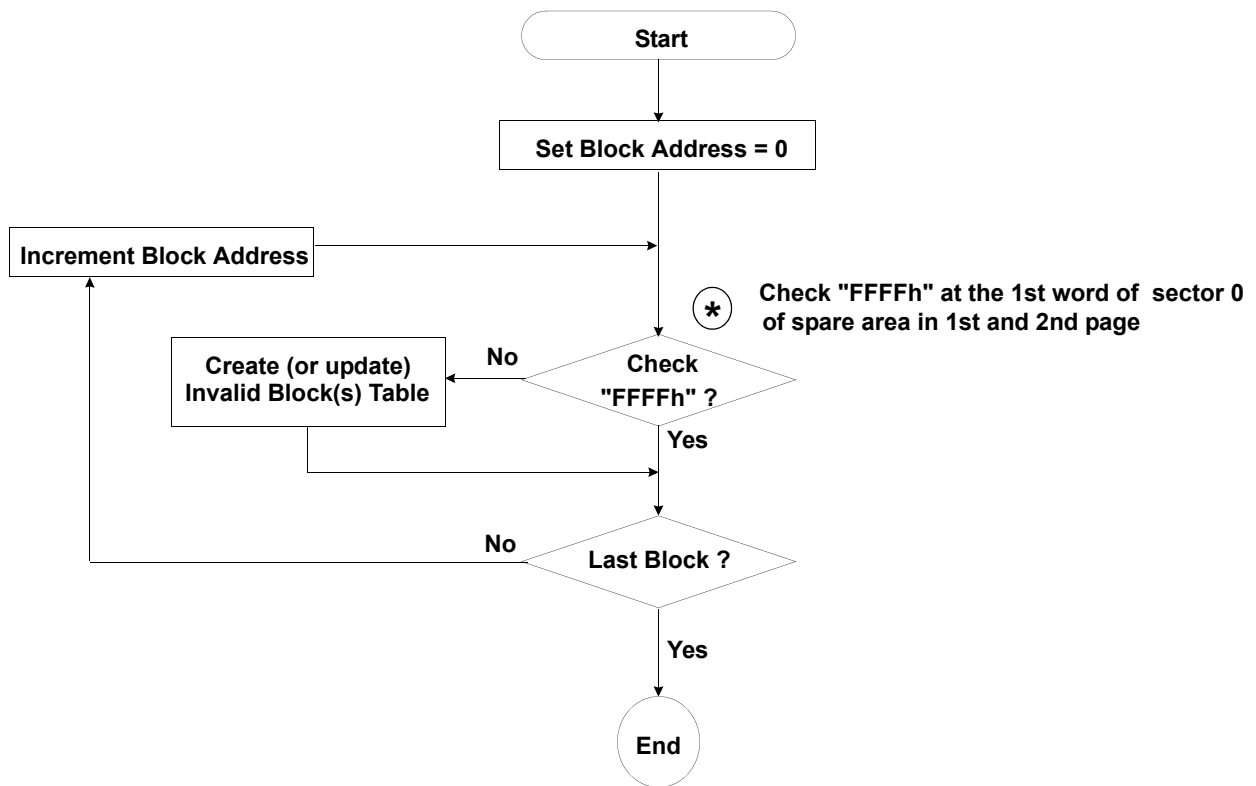 Start
Set Block Address = 0
Increment Block Address
*
Check "FFFFh" at the 1st word of sector 0
of spare area in 1st and 2nd page
No
Create (or update)
Invalid Block(s) Table
Check
"FFFFh" ?
Yes
No
Last Block ?
Yes
End